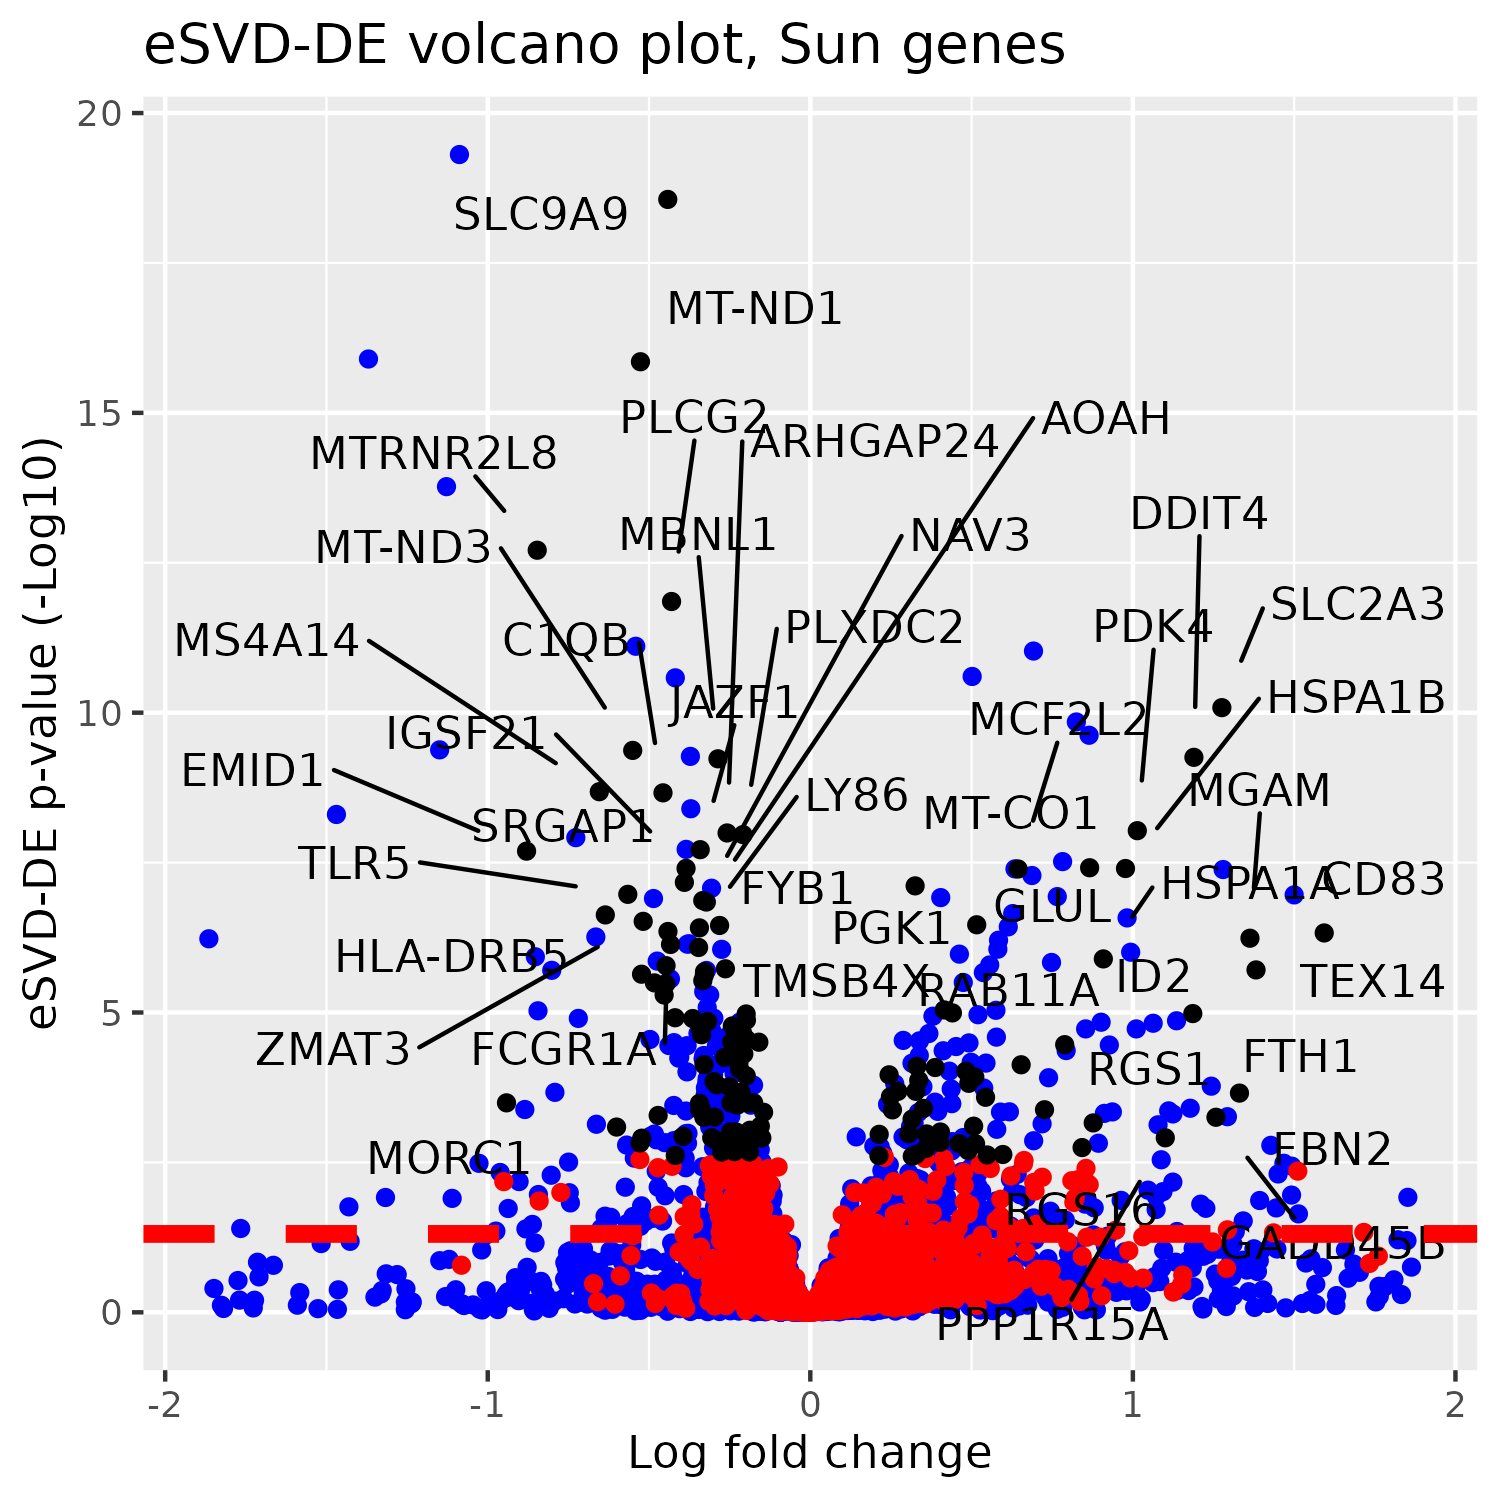 eSVD-DE volcano plot, Sun genes
20
SLC9A9
MT-ND1
15
PLCG2
AOAH
ARHGAP24
MTRNR2L8
DDIT4
MBNL1
NAV3
MT-ND3
SLC2A3
PLXDC2
PDK4
MS4A14
C1QB
HSPA1B
JAZF1
10
MCF2L2
IGSF21
EMID1
MGAM
LY86
MT-CO1
SRGAP1
TLR5
FYB1
HSPA1A
CD83
GLUL
PGK1
HLA-DRB5
TMSB4X
RAB11A
ID2
TEX14
5
ZMAT3
FCGR1A
RGS1
FTH1
MORC1
FBN2
RGS16
GADD45B
0
PPP1R15A
-2
-1
0
1
2
Log fold change
eSVD-DE p-value (-Log10)